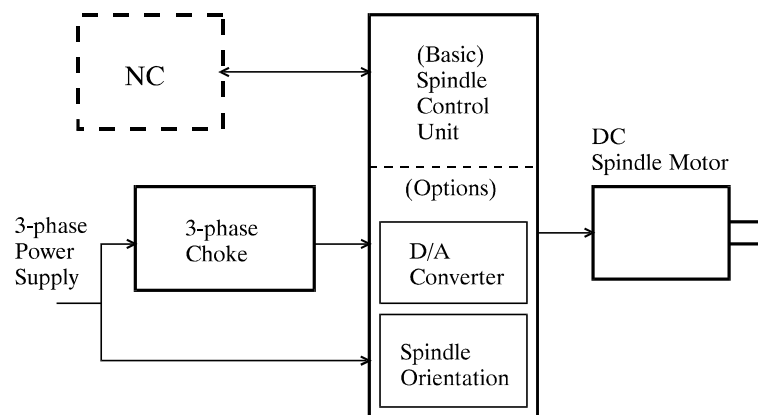 NC
(Basic)
Spindle
Control
Unit
DC
Spindle Motor
(Options)
3-phase
Power
Supply
3-phase
Choke
D/A
Converter
Spindle
Orientation